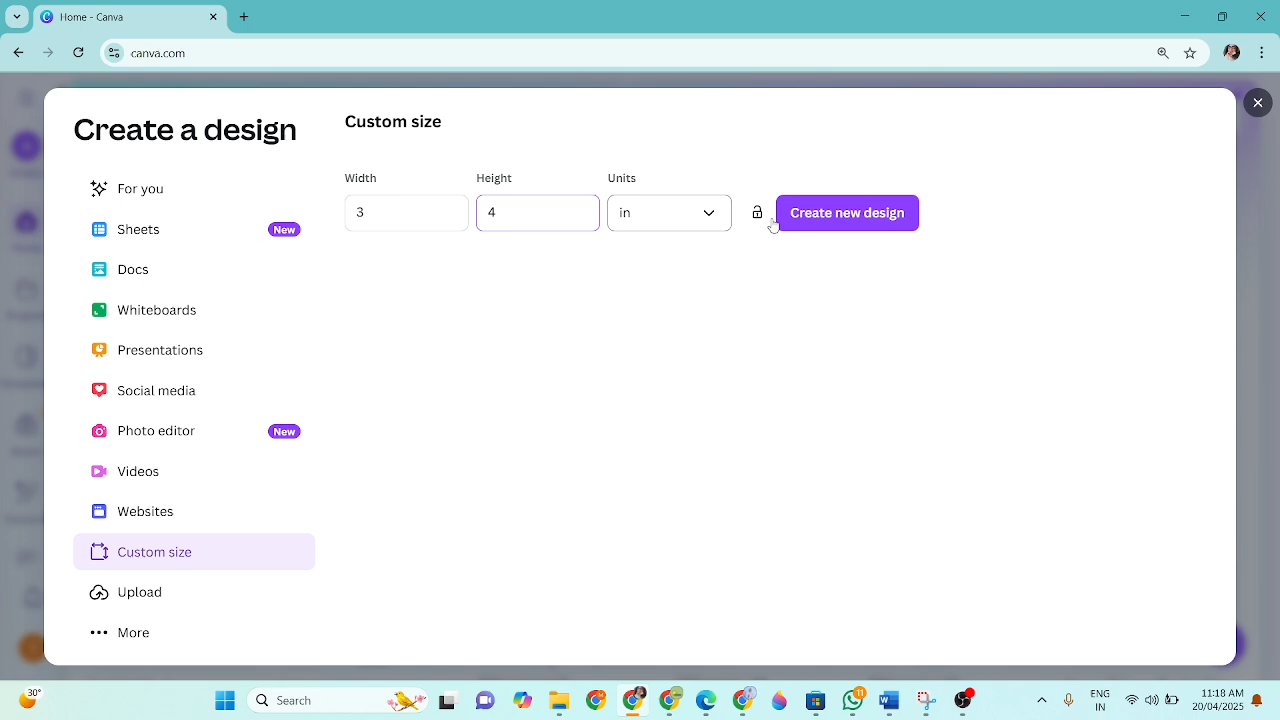 Home - Canva
canva.com
Create a design
Custom size
For you
Width
Height
Units
3
4
in
Create new design
Sheets
New
Docs
Whiteboards
Presentations
Social media
Photo editor
New
Videos
Websites
Custom size
Upload
More
30°
Search
11
ENG
IN
11:18 AM
20/04/2025